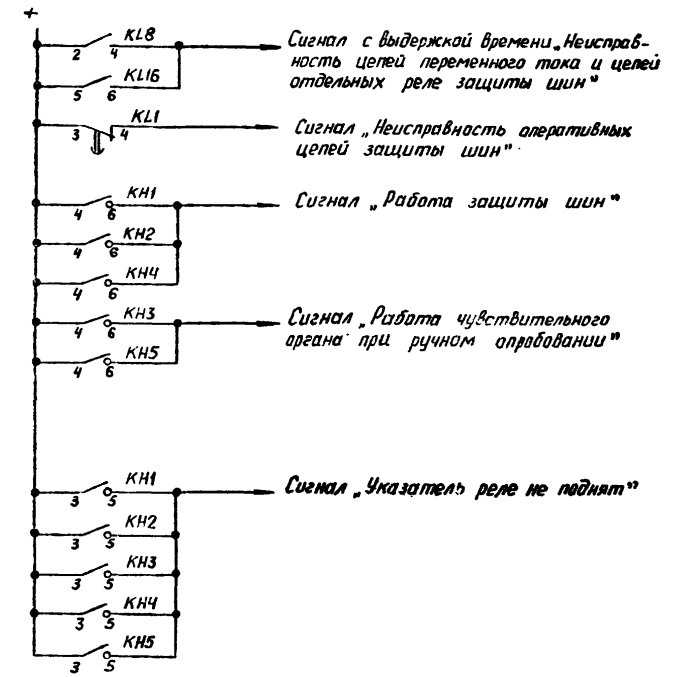 +
KL8
2 4
Сигнал с выдержкой времени „Неисправ-
ность цепей переменного тока и цепей
отдельных реле защиты шин"
KL16
5 6
KL1
3 4
Сигнал „Неисправность оперативных
цепей защиты шин"
KH1
4 6
Сигнал „Работа защиты шин"
KH2
4 6
KH4
4 6
KH3
4 6
Сигнал „Работа чувствительного
органа при ручном опробовании"
KH5
4 6
KH1
3 5
Сигнал „Указатель реле не поднят"
KH2
3 5
KH3
3 5
KH4
3 5
KH5
3 5